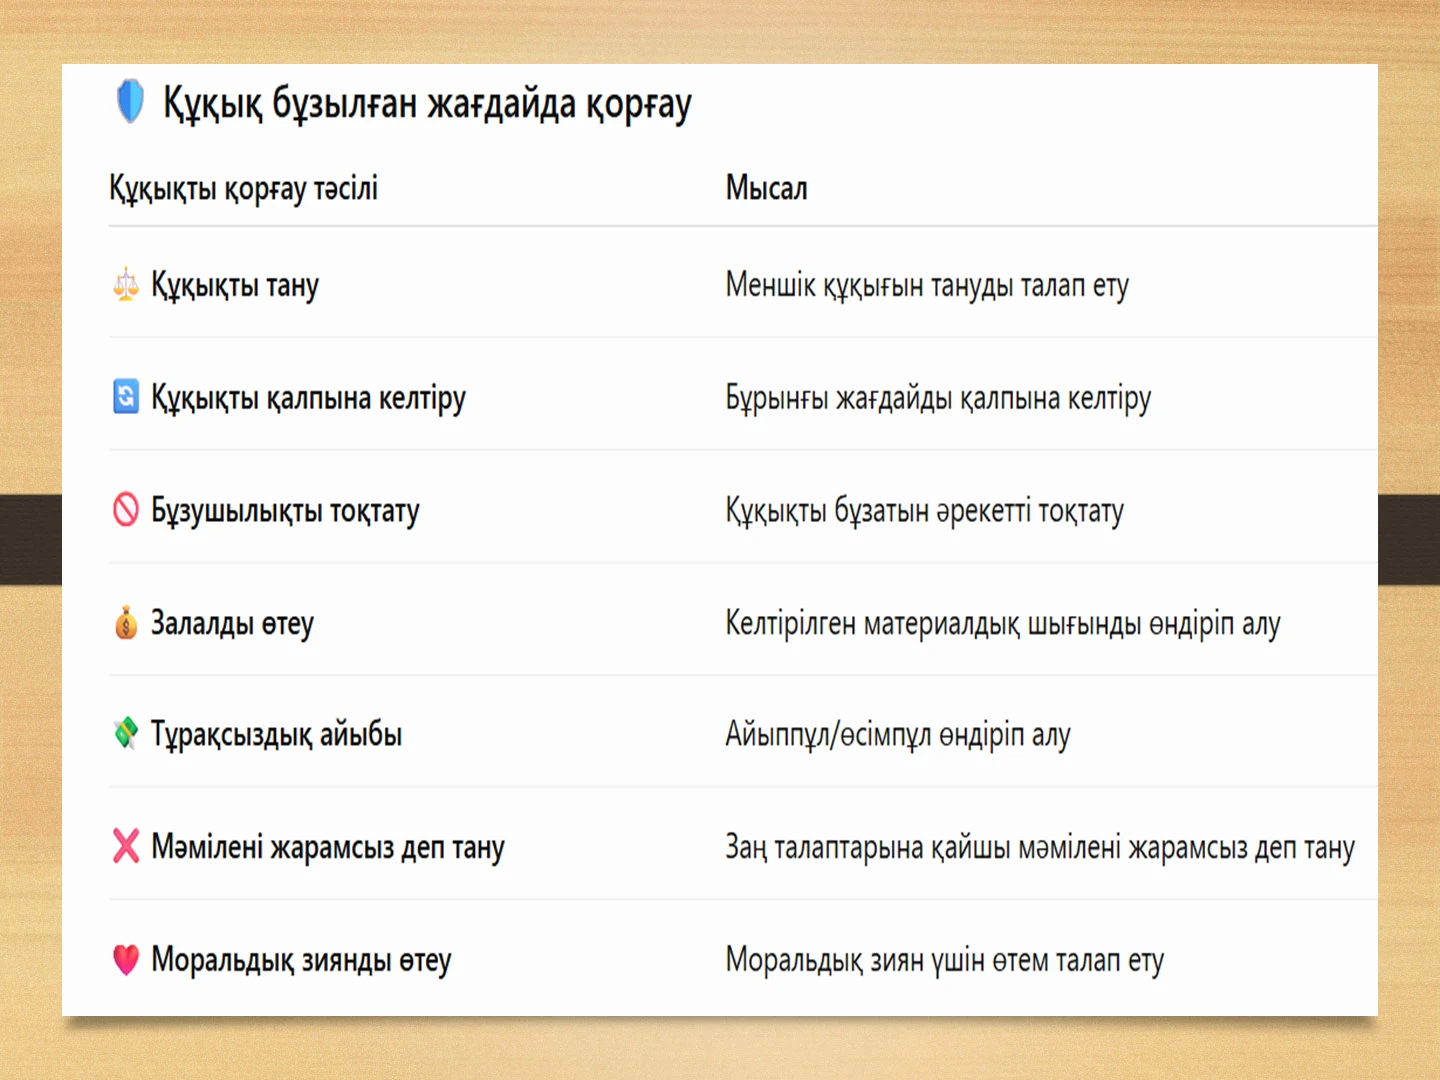 Құқық бұзылған жағдайда қорғау
Құқықты қорғау тәсілі Мысал
Құқықты тану Меншік құқығын тануды талап ету
Құқықты қалпына келтіру Бұрынғы жағдайды қалпына келтіру
Бұзушылықты тоқтату Құқықты бұзатын әрекетті тоқтату
Залалды өтеу Келтірілген материалдық шығынды өндіріп алу
Тұрақсыздық айыбы Айыппұл/өсімпұл өндіріп алу
Мәмілені жарамсыз деп тану Заң талаптарына қайшы мәмілені жарамсыз деп тану
Моральдық зиянды өтеу Моральдық зиян үшін өтем талап ету